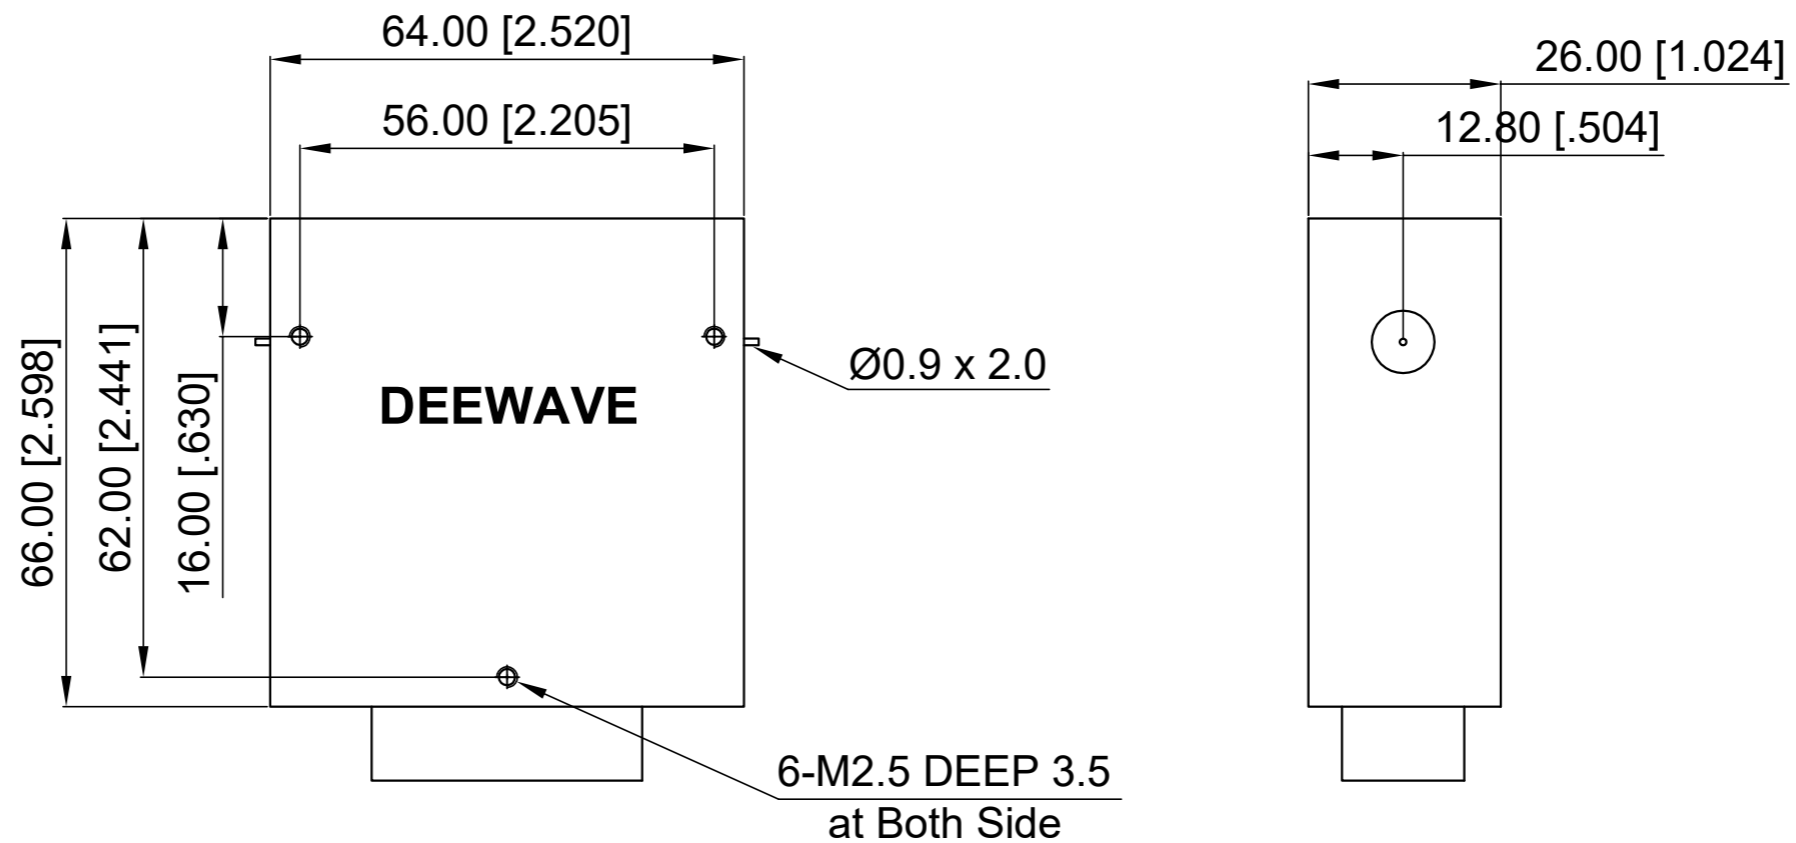 64.00 [2.520]
26.00 [1.024]
56.00 [2.205]
12.80 [.504]
66.00 [2.598]
62.00 [2.441]
16.00 [.630]
Ø0.9 x 2.0
DEEWAVE
6-M2.5 DEEP 3.5
at Both Side